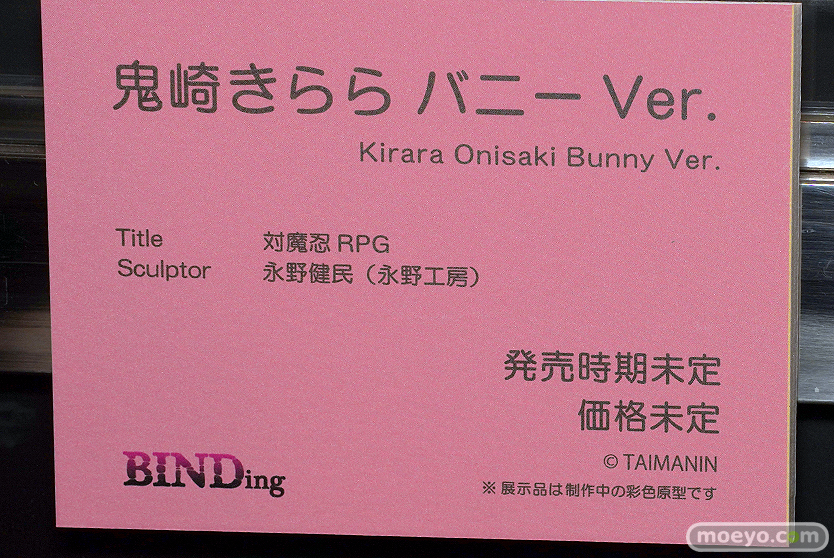 鬼崎きらら バニー Ver.
Kirara Onisaki Bunny Ver.
Title 対魔忍 RPG
Sculptor 永野健民（永野工房）
発売時期未定
価格未定
© TAIMANIN
BINDing
※ 展示品は制作中の彩色原型です
moeyo.com